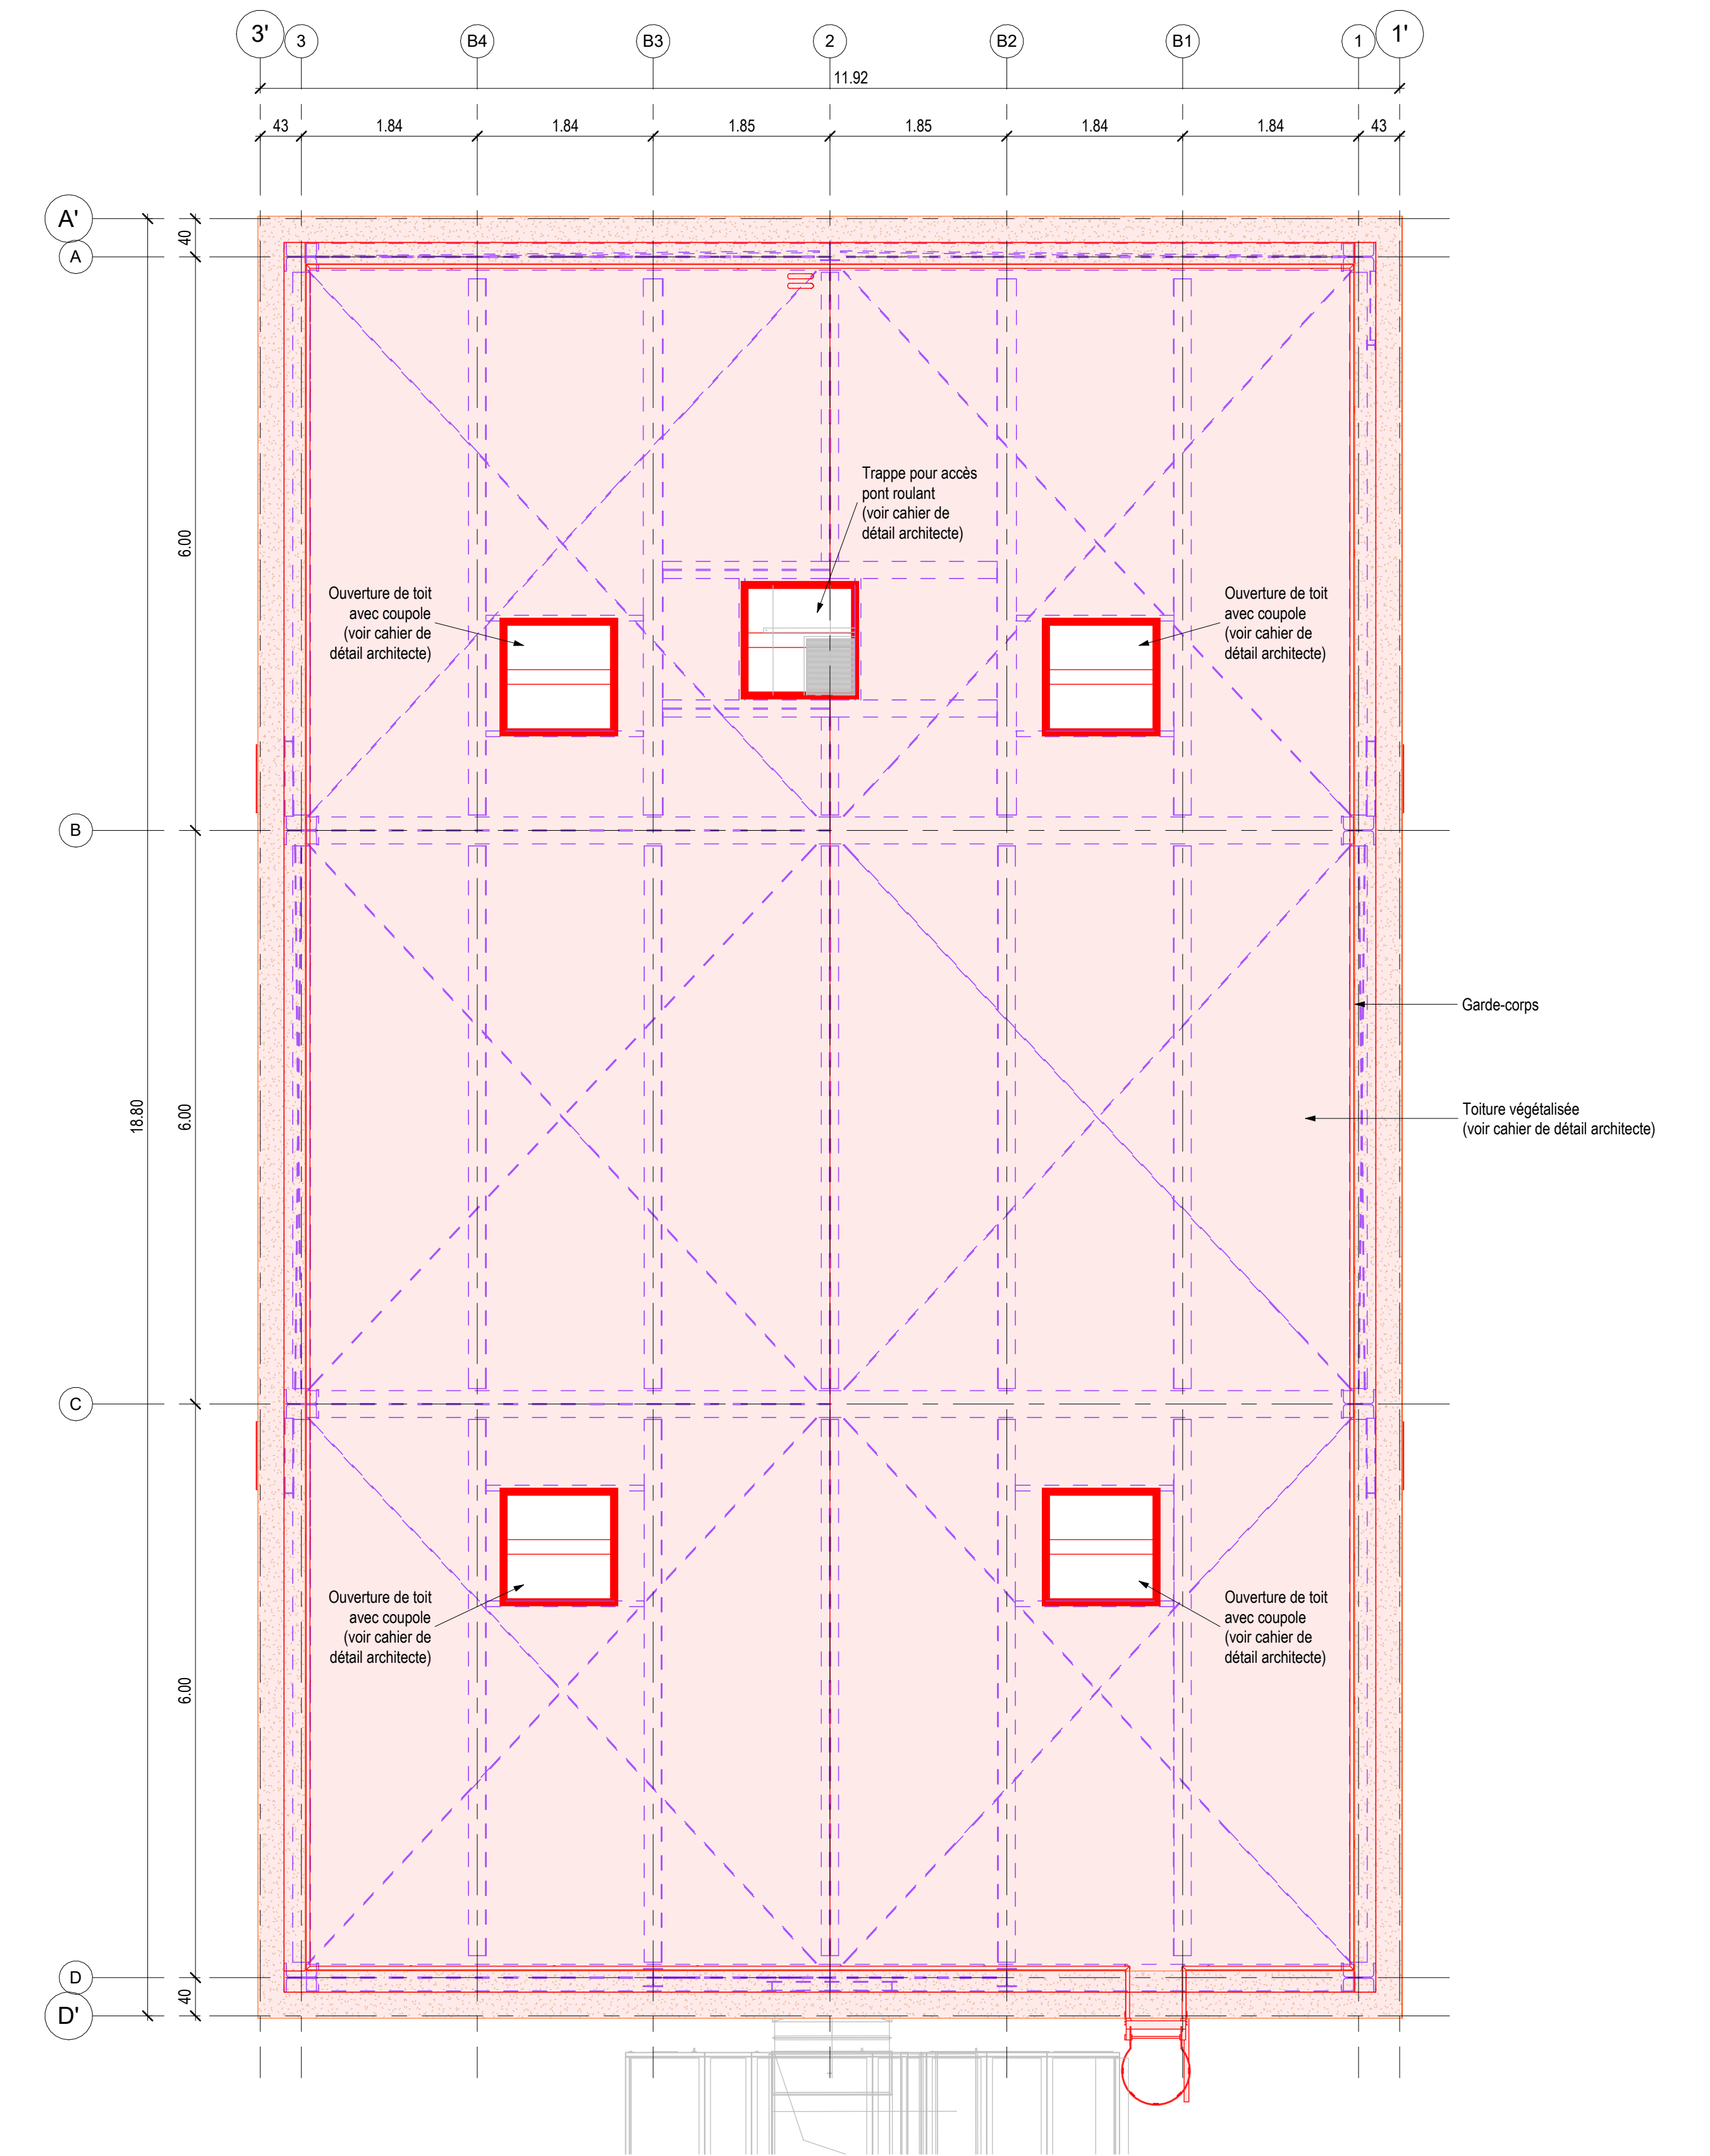 3'
3
B4
B3
2
B2
B1
1
1'
11.92
43
1.84
1.84
1.85
1.85
1.84
1.84
43
A'
40
A
Trappe pour accès
pont roulant
(voir cahier de
détail architecte)
6.00
Ouverture de toit
avec coupole
(voir cahier de
détail architecte)
Ouverture de toit
avec coupole
(voir cahier de
détail architecte)
B
Garde-corps
18.80
6.00
Toiture végétalisée
(voir cahier de détail architecte)
C
Ouverture de toit
avec coupole
(voir cahier de
détail architecte)
Ouverture de toit
avec coupole
(voir cahier de
détail architecte)
6.00
D
40
D'